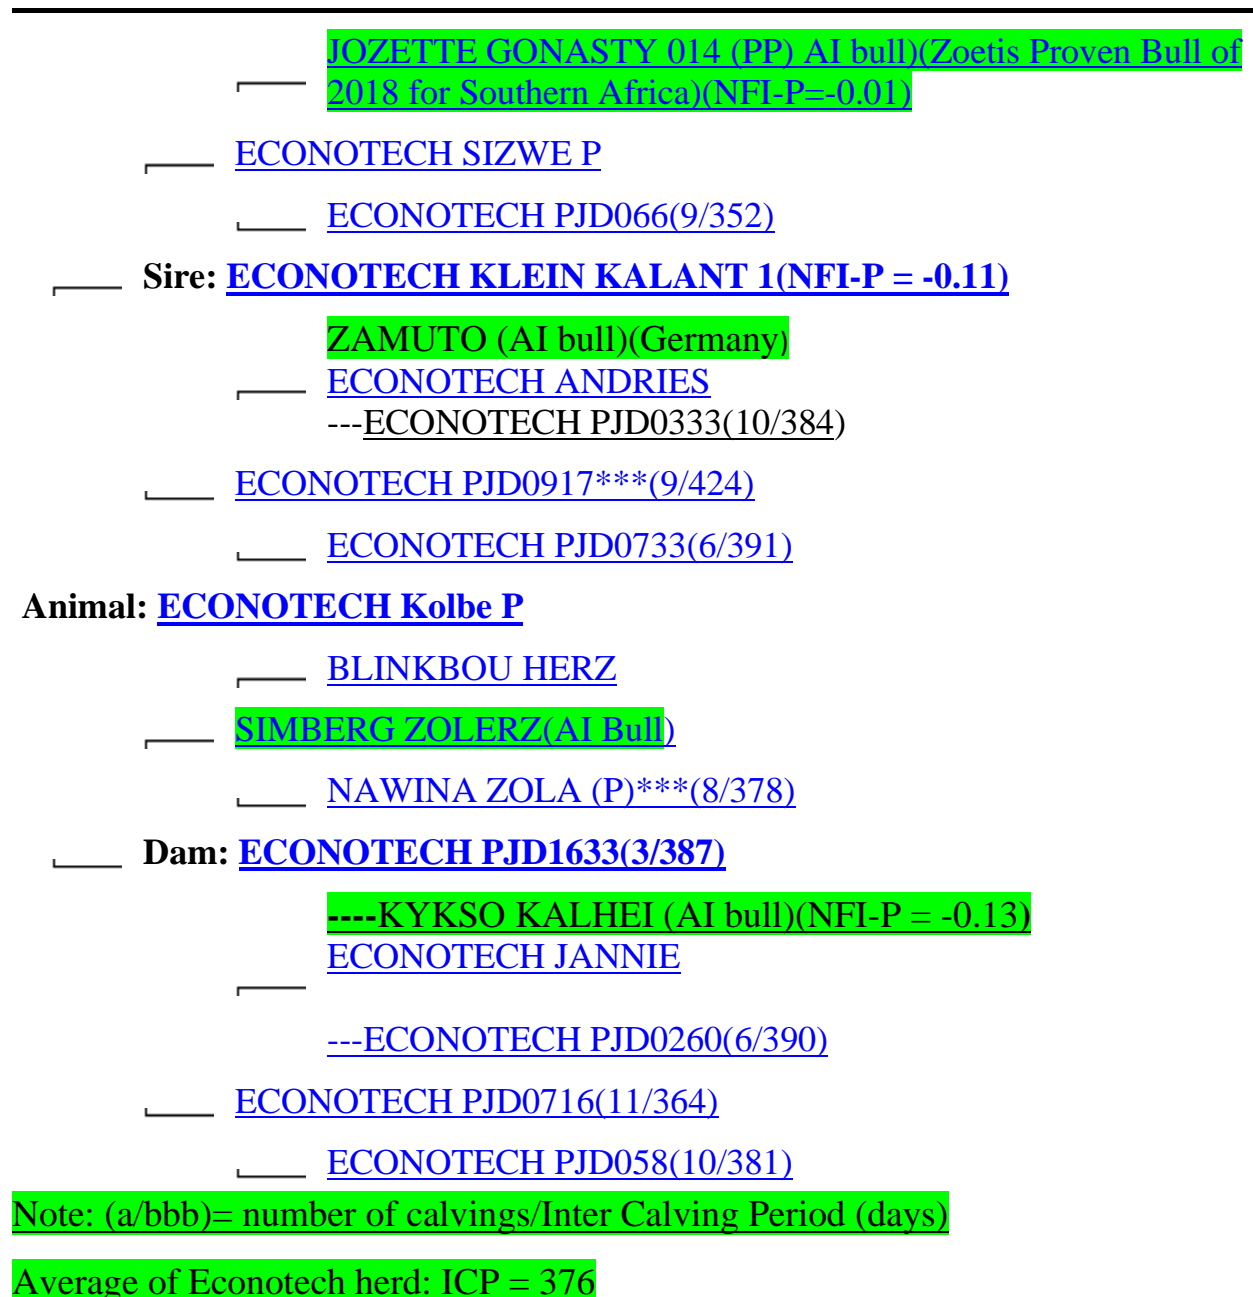 JOZETTE GONASTY 014 (PP) AI bull)(Zoetis Proven Bull of
2018 for Southern Africa)(NFI-P=-0.01)
ECONOTECH SIZWE P
ECONOTECH PJD066(9/352)
Sire: ECONOTECH KLEIN KALANT 1(NFI-P = -0.11)
ZAMUTO (AI bull)(Germany)
ECONOTECH ANDRIES
---ECONOTECH PJD0333(10/384)
ECONOTECH PJD0917***(9/424)
ECONOTECH PJD0733(6/391)
Animal: ECONOTECH Kolbe P
BLINKBOU HERZ
SIMBERG ZOLERZ(AI Bull)
NAWINA ZOLA (P)***(8/378)
Dam: ECONOTECH PJD1633(3/387)
----KYKSO KALHEI (AI bull)(NFI-P = -0.13)
ECONOTECH JANNIE
---ECONOTECH PJD0260(6/390)
ECONOTECH PJD0716(11/364)
ECONOTECH PJD058(10/381)
Note: (a/bbb)= number of calvings/Inter Calving Period (days)
Average of Econotech herd: ICP = 376